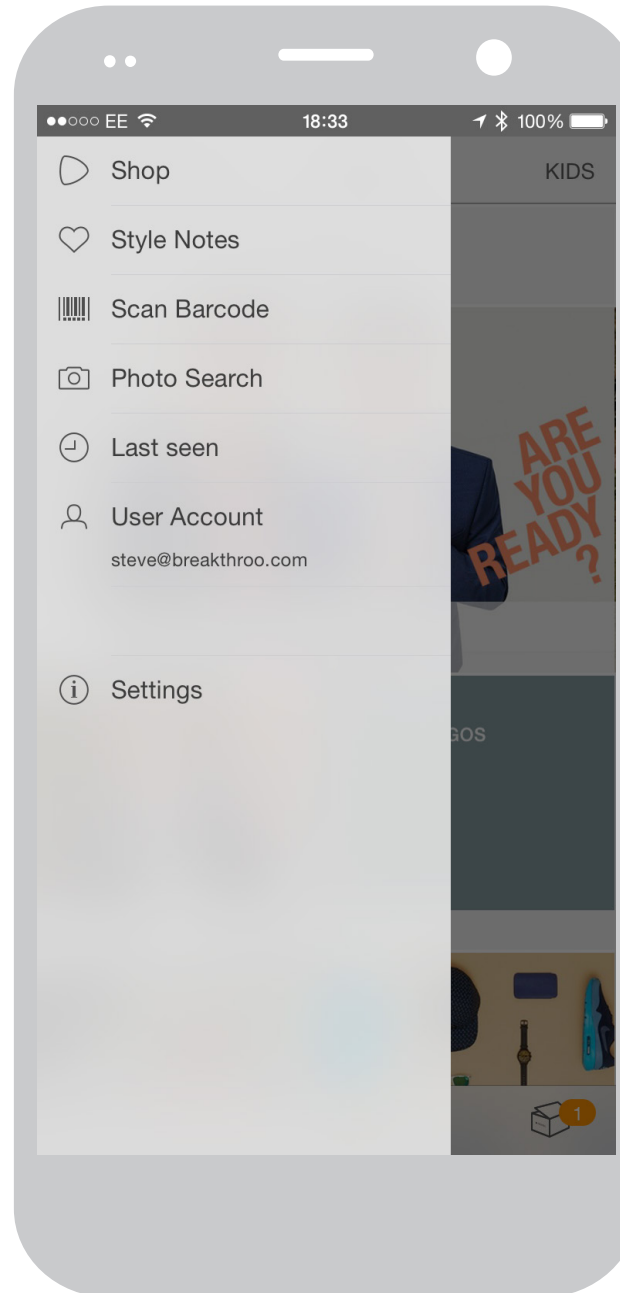 EE 18:33 100%
Shop
KIDS
Style Notes
Scan Barcode
Photo Search
Last seen
ARE
YOU
READY
?
User Account
steve@breakthroo.com
Settings
GOS
1